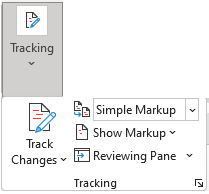 Tracking
Simple Markup
Show Markup
Track
Changes
Reviewing Pane
Tracking